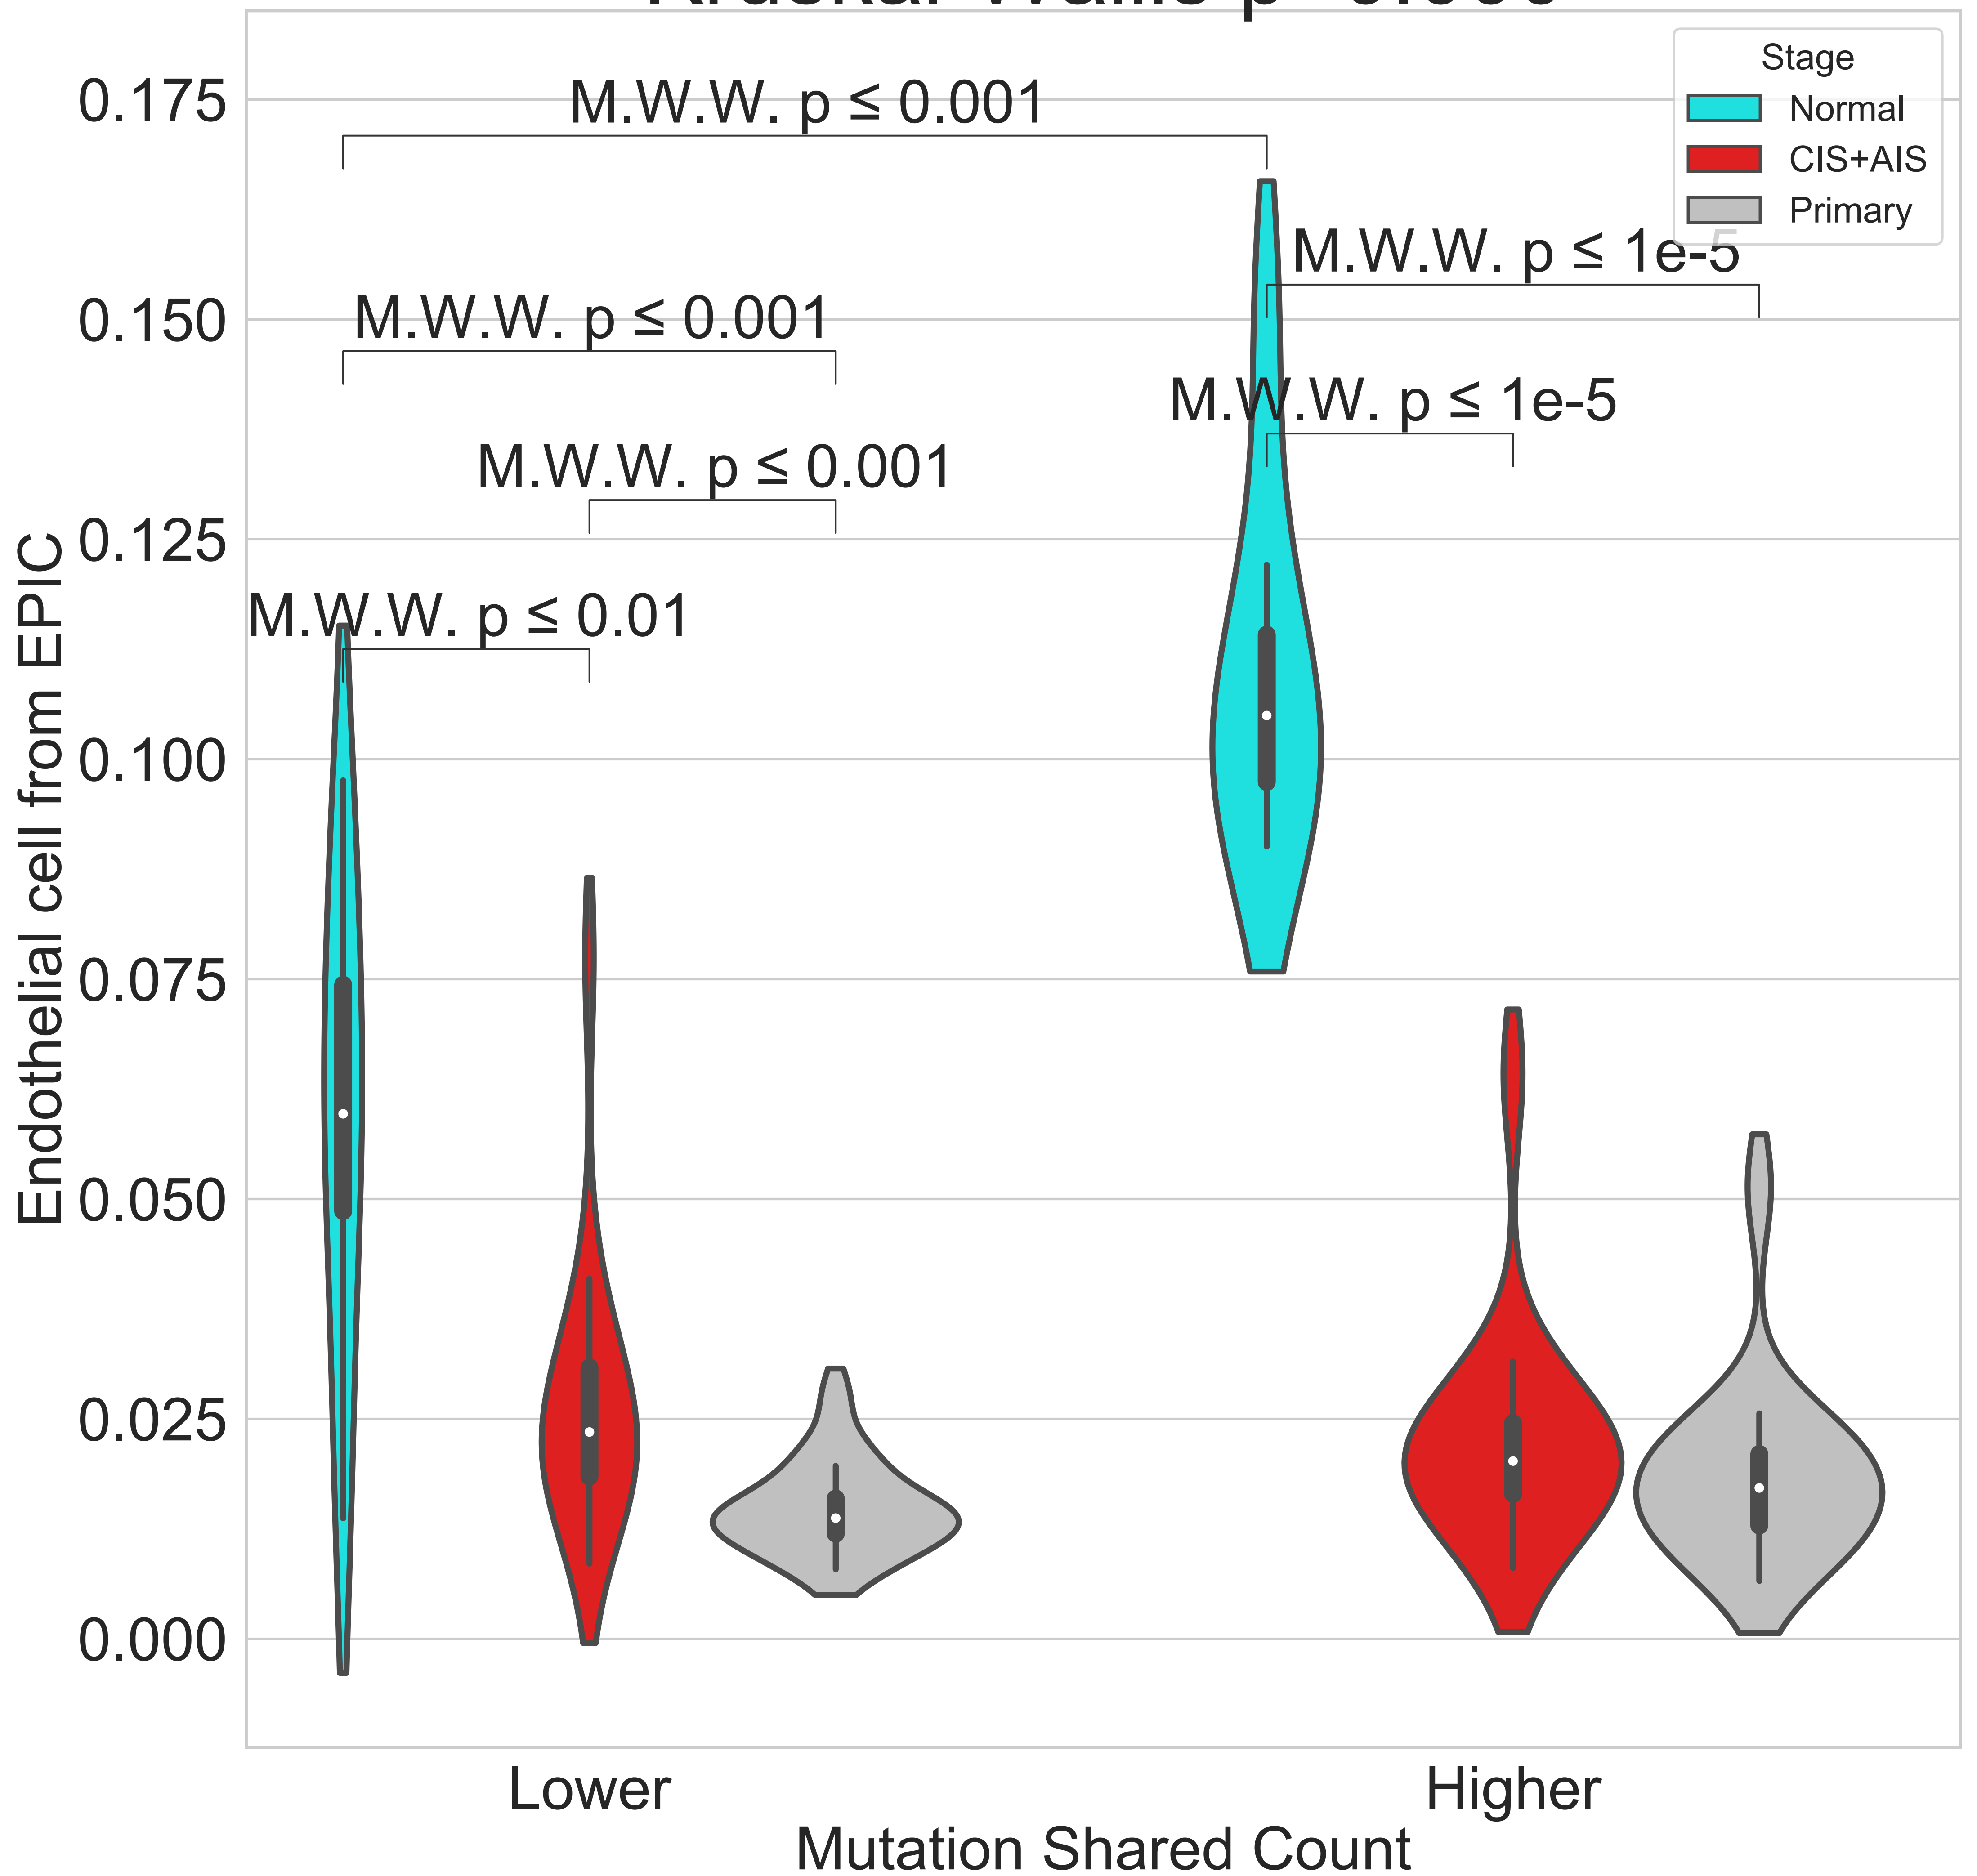 Stage
Normal
CIS+AIS
Primary
M.W.W. p ≤ 0.001
M.W.W. p ≤ 1e-5
M.W.W. p ≤ 0.001
M.W.W. p ≤ 1e-5
M.W.W. p ≤ 0.001
M.W.W. p ≤ 0.01
Endothelial cell from EPIC
0.175
0.150
0.125
0.100
0.075
0.050
0.025
0.000
Lower
Higher
Mutation Shared Count